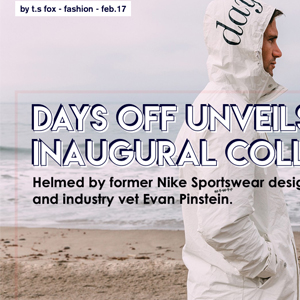 by t.s fox - fashion - feb.17
day
DAYS OFF UNVEILS
INAUGURAL COLL
Helmed by former Nike Sportswear desig
and industry vet Evan Pinstein.